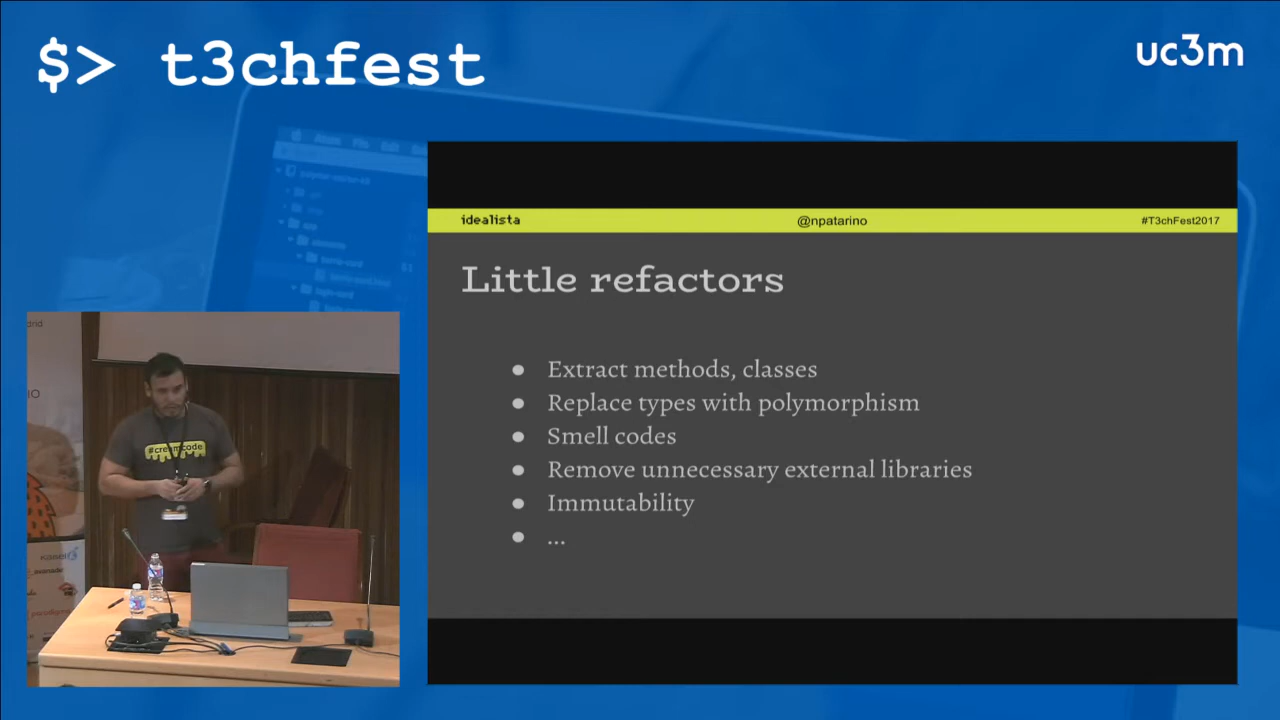 $> t3chfest
uc3m
idealista
@npatarino
#T3chFest2017
Little refactors
● Extract methods, classes
● Replace types with polymorphism
● Smell codes
● Remove unnecessary external libraries
● Immutability
● ...
#creamcode